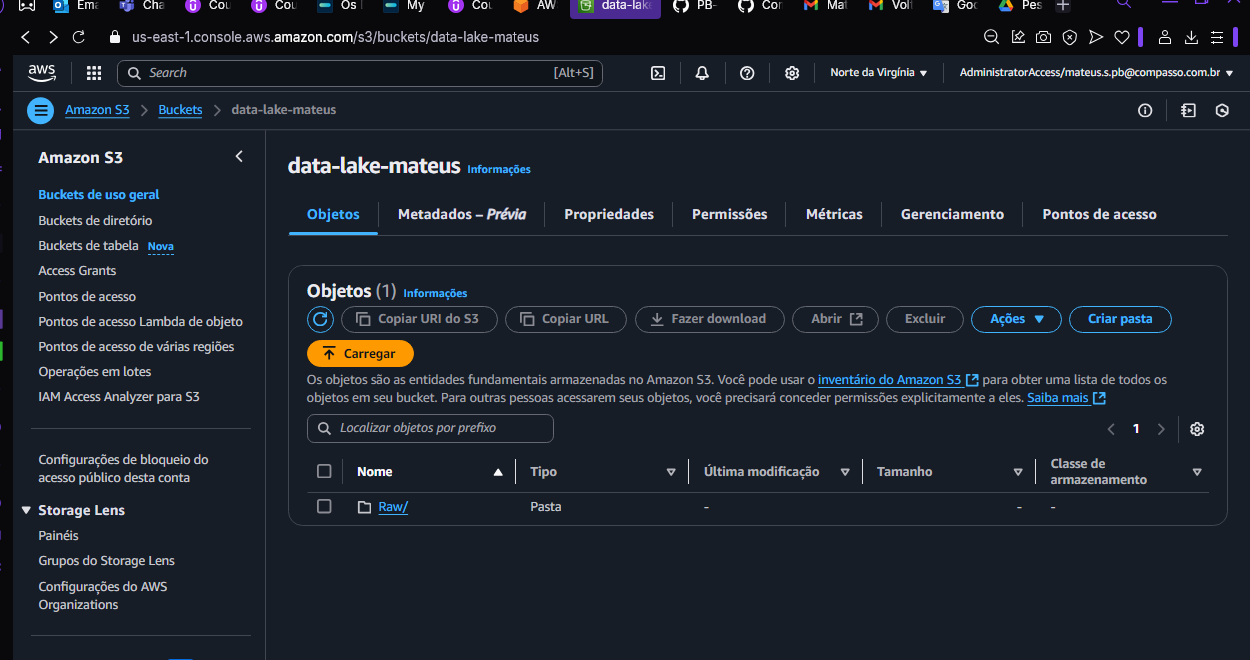 Ema
Cha
Cou
Cou
Os
My
Cou
AW
data-lake
PB-
Cor
Mat
Goo
Pes
us-east-1.console.aws.amazon.com/s3/buckets/data-lake-mateus
aws
Search
[Alt+S]
Norte da Virgínia
AdministratorAccess/mateus.s.pb@compasso.com.br
Amazon S3
Buckets
data-lake-mateus
Amazon S3
Buckets de uso geral
Buckets de diretório
Buckets de tabela Nova
Access Grants
Pontos de acesso
Pontos de acesso Lambda de objeto
Pontos de acesso de várias regiões
Operações em lotes
IAM Access Analyzer para S3
Configurações de bloqueio do
acesso público desta conta
Storage Lens
Painéis
Grupos do Storage Lens
Configurações do AWS
Organizations
data-lake-mateus Informações
Objetos
Metadados – Prévia
Propriedades
Permissões
Métricas
Gerenciamento
Pontos de acesso
Objetos (1) Informações
Copiar URI do S3
Copiar URL
Fazer download
Abrir
Excluir
Ações
Criar pasta
Carregar
Os objetos são as entidades fundamentais armazenadas no Amazon S3. Você pode usar o inventário do Amazon S3 para obter uma lista de todos os
objetos em seu bucket. Para outras pessoas acessarem seus objetos, você precisará conceder permissões explicitamente a eles. Saiba mais
Localizar objetos por prefixo
1
Nome
Tipo
Última modificação
Tamanho
Classe de
armazenamento
Raw/
Pasta
-
-
-